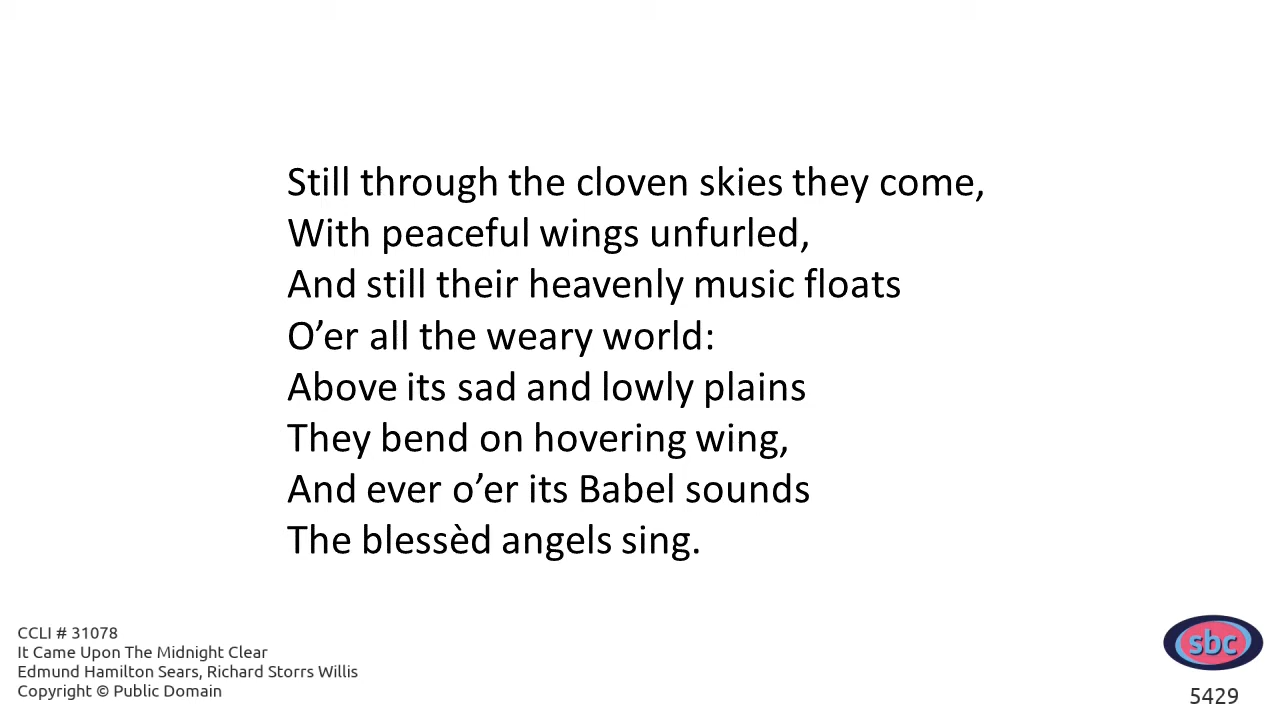 Still through the cloven skies they come,
With peaceful wings unfurled,
And still their heavenly music floats
O’er all the weary world:
Above its sad and lowly plains
They bend on hovering wing,
And ever o’er its Babel sounds
The blessèd angels sing.
CCLI # 31078
It Came Upon The Midnight Clear
Edmund Hamilton Sears, Richard Storrs Willis
Copyright © Public Domain
sbc
5429